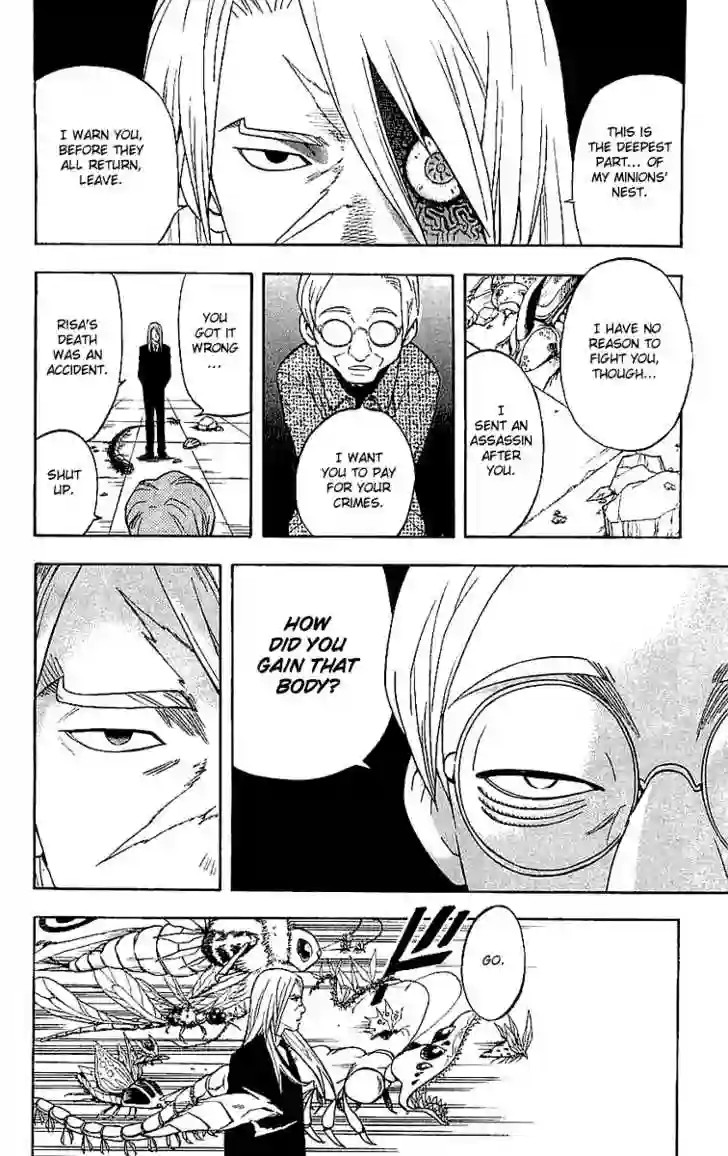 THIS IS
THE DEEPEST
PART... OF
MY MINIONS'
NEST.
I WARN YOU,
BEFORE THEY
ALL RETURN,
LEAVE.
I HAVE NO
REASON TO
FIGHT YOU,
THOUGH...
I
SENT AN
ASSASSIN
AFTER
YOU.
I WANT
YOU TO PAY
FOR YOUR
CRIMES.
YOU
GOT IT
WRONG
...
RISA'S
DEATH
WAS AN
ACCIDENT.
SHUT
UP.
HOW
DID YOU
GAIN THAT
BODY?
GO.